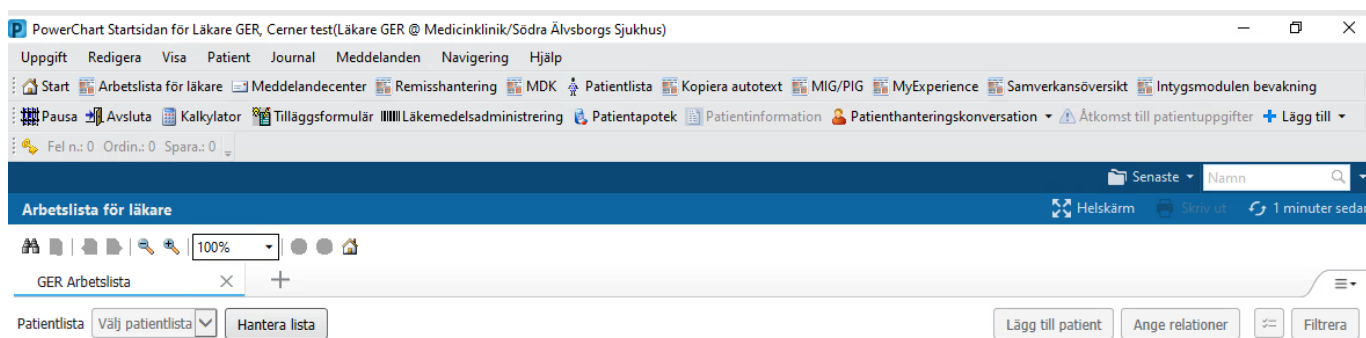 PowerChart Startsidan för Läkare GER, Cerner test(Läkare GER @ Medicinklinik/Södra Älvsborgs Sjukhus)
Uppgift Redigera Visa Patient Journal Meddelanden Navigering Hjälp
Start Arbetslista för läkare Meddelandecenter Remisshantering MDK Patientlista Kopiera autotext MIG/PIG MyExperience Samverkansöversikt Intygsmodulen bevakning
Pausa Avsluta Kalkylator Tilläggsformulär Läkemedelsadministrering Patientapotek Patientinformation Patienthanteringskonversation Åtkomst till patientuppgifter Lägg till
Fel n.: 0 Ordin.: 0 Spara.: 0
Senaste Namn
Arbetslista för läkare Helskärm Skriv ut 1 minuter sedan
100%
GER Arbetslista
Patientlista Välj patientlista Hantera lista Lägg till patient Ange relationer Filtrera